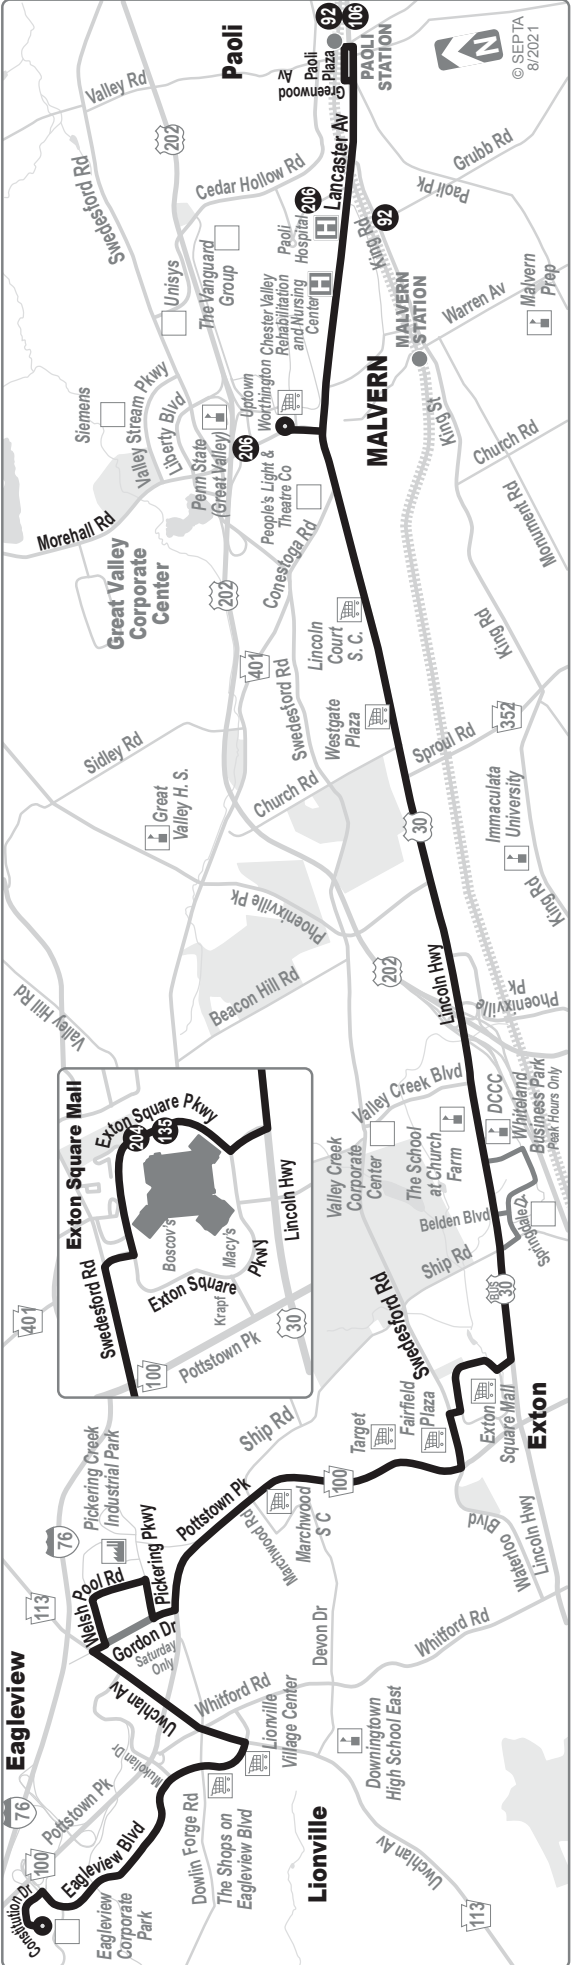 92
106
N
© SEPTA
8/2021
Paoli
Paoli
Plaza
Greenwood
Av
PAOLI
STATION
Valley Rd
202
Swedesford Rd
Cedar Hollow Rd
Lancaster Av
206
Grubb Rd
Paoli Pk
92
King Rd
H
Paoli
Hospital
Unisys
The Vanguard
Group
H
Chester Valley
Rehabilitation
and Nursing
Center
MALVERN
STATION
Warren Av
Malvern
Prep
Siemens
Valley Stream Pkwy
Liberty Blvd
Penn State
(Great Valley)
Uptown
Worthington
206
MALVERN
King St
Church Rd
Monument Rd
People's Light &
Theatre Co
Morehall Rd
Great Valley
Corporate
Center
202
Conestoga Rd
401
Lincoln
Court
S. C.
King Rd
Swedesford Rd
Westgate
Plaza
352
Sproul Rd
Sidley Rd
Church Rd
Great
Valley H. S.
30
Immaculata
University
King Rd
Phoenixville Pk
Beacon Hill Rd
202
Lincoln Hwy
Phoenixville
Pk
Valley Hill Rd
Valley Creek Blvd
Valley Creek
Corporate
Center
The School
at Church
Farm
DCCC
Whiteland
Business Park
Peak Hours Only
Belden Blvd
Springdale Dr
Ship Rd
BUS
30
Exton Square Mall
Exton Square Pkwy
204
135
Boscov's
Macy's
Lincoln Hwy
Swedesford Rd
Exton Square
Pkwy
Krapf
100
Pottstown Pk
30
401
Swedesford Rd
Exton
Square Mall
Exton
Fairfield
Plaza
Target
Ship Rd
100
Pottstown Pk
Marchwood Rd
Marchwood
S C
Waterloo
Blvd
Lincoln Hwy
Pickering Creek
Industrial Park
76
113
Welsh Pool Rd
Pickering Pkwy
Gordon Dr
Saturday
Only
Devon Dr
Whitford Rd
Eagleview
Uwchlan Av
Whitford Rd
Lionville
Village Center
Downingtown
High School East
76
Pottstown Pk
100
Eagleview Blvd
Dowlin Forge Rd
The Shops on
Eagleview Blvd
Lionville
Uwchlan Av
113
Constitution Dr
Eagleview
Corporate
Park